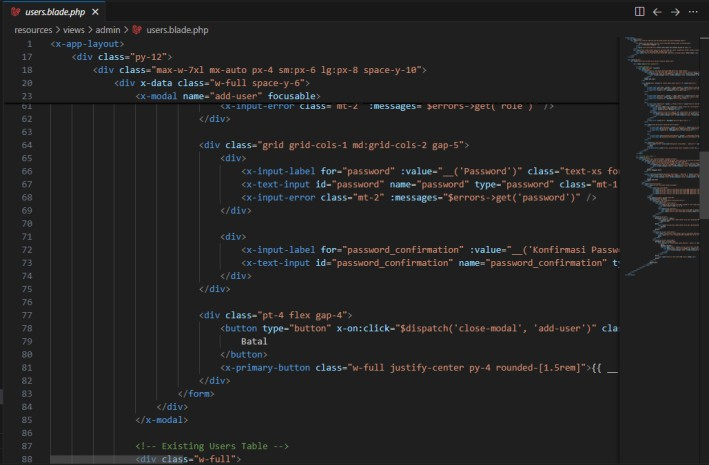 users.blade.php
resources > views > admin > users.blade.php
1 <x-app-layout>
17 <div class="py-12">
18 <div class="max-w-7xl mx-auto px-4 sm:px-6 lg:px-8 space-y-10">
20 <div x-data class="w-full space-y-6">
23 <x-modal name="add-user" focusable>
61 <x-input-error class="mt-2" :messages="$errors->get('role')" />
62 </div>
63
64 <div class="grid grid-cols-1 md:grid-cols-2 gap-5">
65 <div>
66 <x-input-label for="password" :value="__('Password')" class="text-xs fo
67 <x-text-input id="password" name="password" type="password" class="mt-1
68 <x-input-error class="mt-2" :messages="$errors->get('password')" />
69 </div>
70
71 <div>
72 <x-input-label for="password_confirmation" :value="__('Konfirmasi Passw
73 <x-text-input id="password_confirmation" name="password_confirmation" ty
74 </div>
75 </div>
76
77 <div class="pt-4 flex gap-4">
78 <button type="button" x-on:click="$dispatch('close-modal', 'add-user')" clas
79 Batal
80 </button>
81 <x-primary-button class="w-full justify-center py-4 rounded-[1.5rem]">{{ __
82 </div>
83 </form>
84 </div>
85 </x-modal>
86
87 <!-- Existing Users Table -->
88 <div class="w-full">